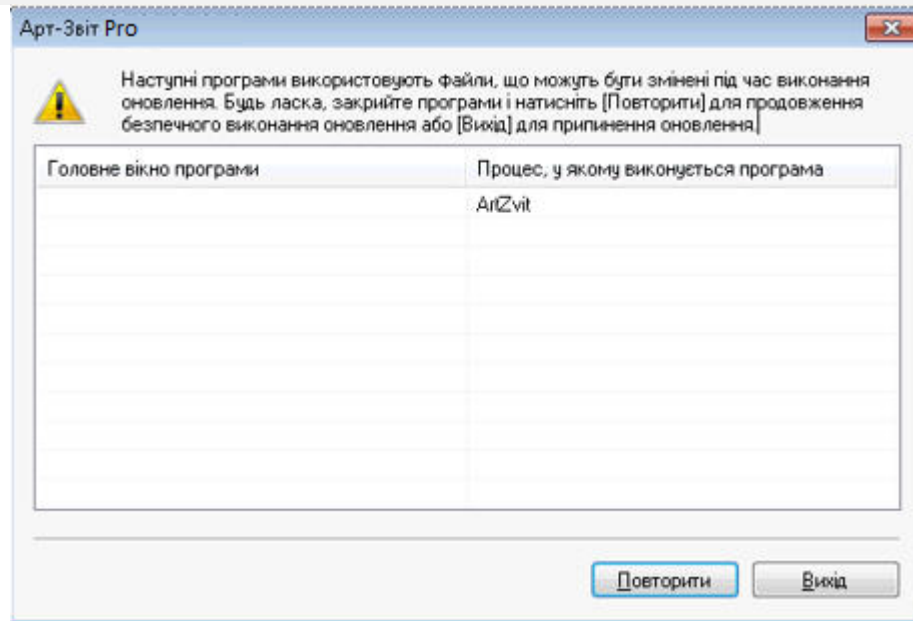 Арт-Звіт Pro
Наступні програми використовують файли, що можуть бути змінені під час виконання
оновлення. Будь ласка, закрийте програми і натисніть [Повторити] для продовження
безпечного виконання оновлення або [Вихід] для припинення оновлення.
Головне вікно програми Процес, у якому виконується програма
ArtZvit
Повторити Вихід